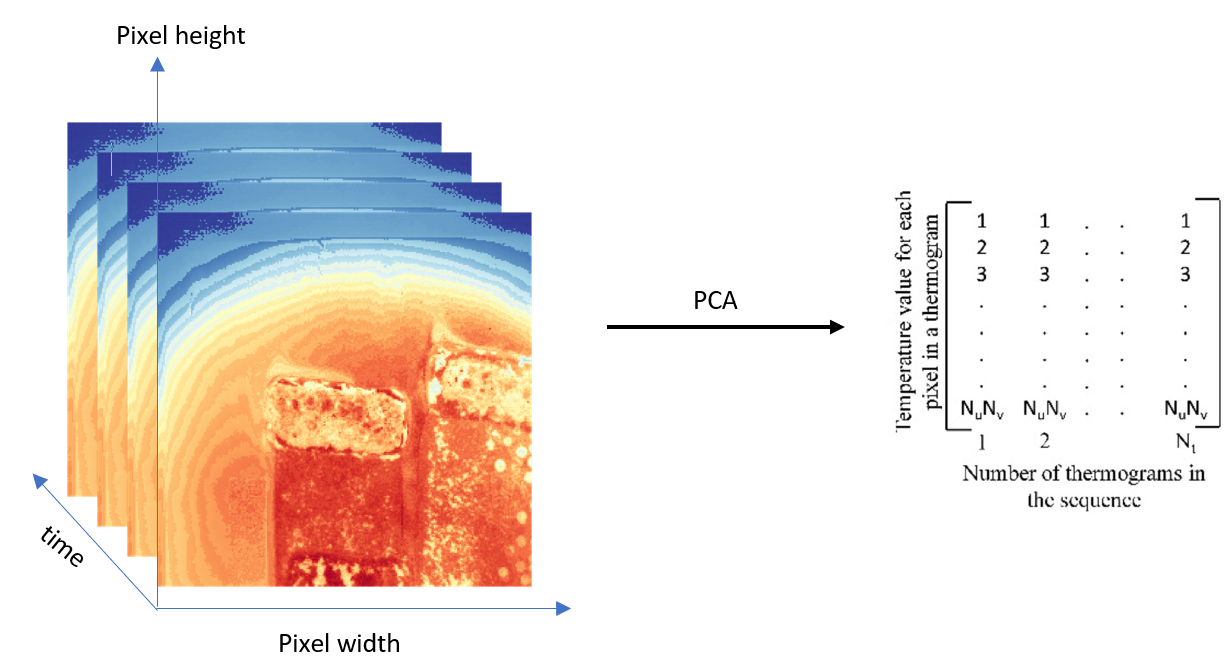 Pixel height
time
Pixel width
PCA
Temperature value for each
pixel in a thermogram
1 1 . . 1
2 2 . . 2
3 3 . . 3
. . . . .
. . . . .
. . . . .
. . . . .
NᵤNᵥ NᵤNᵥ . . NᵤNᵥ
1 2 Nₜ
Number of thermograms in
the sequence